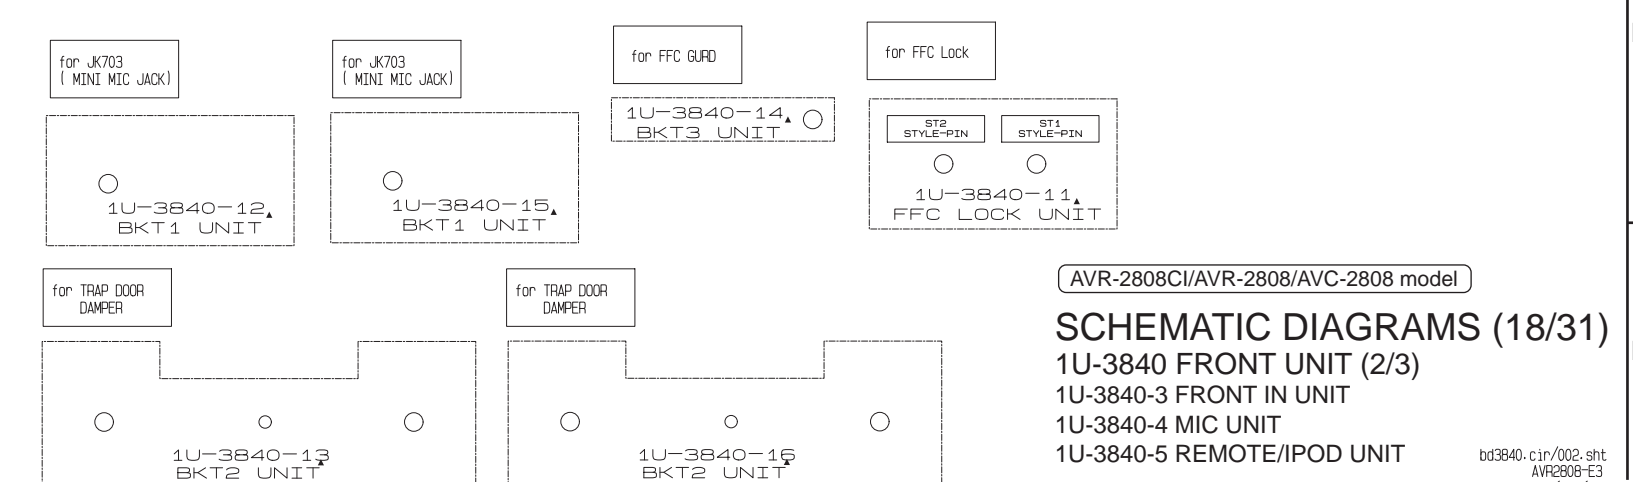 for JK703
( MINI MIC JACK)
for JK703
( MINI MIC JACK)
for FFC GURD
for FFC Lock
1U-3840-12
BKT1 UNIT
1U-3840-15
BKT1 UNIT
1U-3840-14
BKT3 UNIT
ST2
STYLE-PIN
ST1
STYLE-PIN
1U-3840-11
FFC LOCK UNIT
for TRAP DOOR
DAMPER
for TRAP DOOR
DAMPER
1U-3840-13
BKT2 UNIT
1U-3840-16
BKT2 UNIT
AVR-2808CI/AVR-2808/AVC-2808 model
SCHEMATIC DIAGRAMS (18/31)
1U-3840 FRONT UNIT (2/3)
1U-3840-3 FRONT IN UNIT
1U-3840-4 MIC UNIT
1U-3840-5 REMOTE/IPOD UNIT
bd3840.cir/002.sht
AVR2808-E3